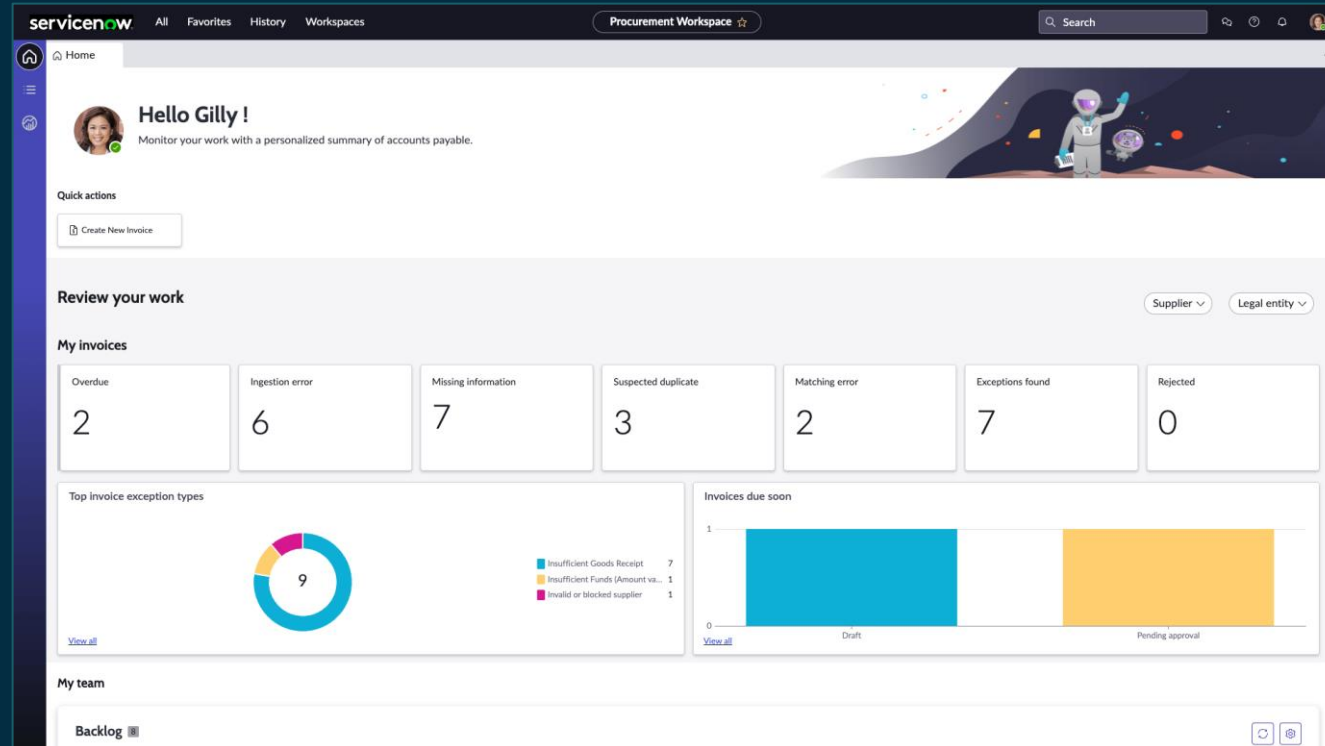 servicenow All Favorites History Workspaces Procurement Workspace Search
Home
Hello Gilly !
Monitor your work with a personalized summary of accounts payable.
Quick actions
Create New Invoice
Review your work
Supplier Legal entity
My invoices
Overdue Ingestion error Missing information Suspected duplicate Matching error Exceptions found Rejected
2 6 7 3 2 7 0
Top invoice exception types
9
Insufficient Goods Receipt 7
Insufficient Funds (Amount va... 1
Invalid or blocked supplier 1
View all
Invoices due soon
1
0
Draft Pending approval
View all
My team
Backlog 8